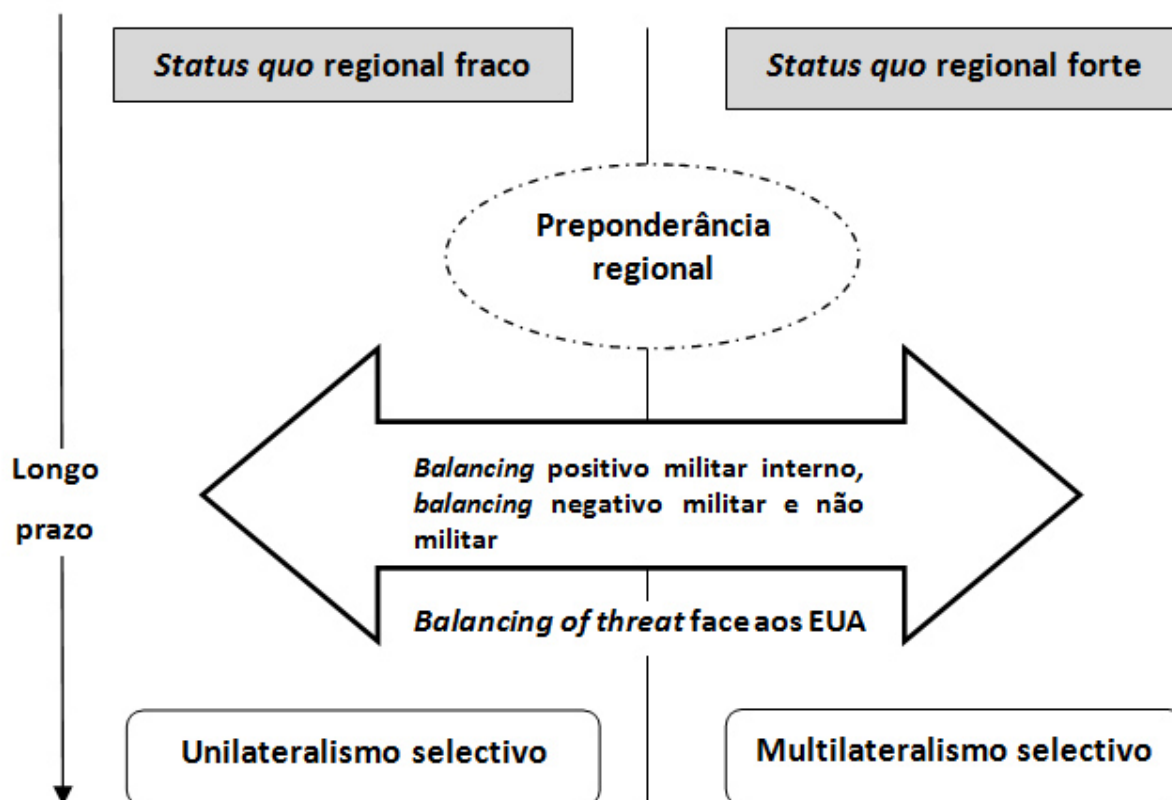 Status quo regional fraco
Status quo regional forte
Preponderância
regional
Longo
prazo
Balancing positivo militar interno,
balancing negativo militar e não
militar
Balancing of threat face aos EUA
Unilateralismo selectivo
Multilateralismo selectivo